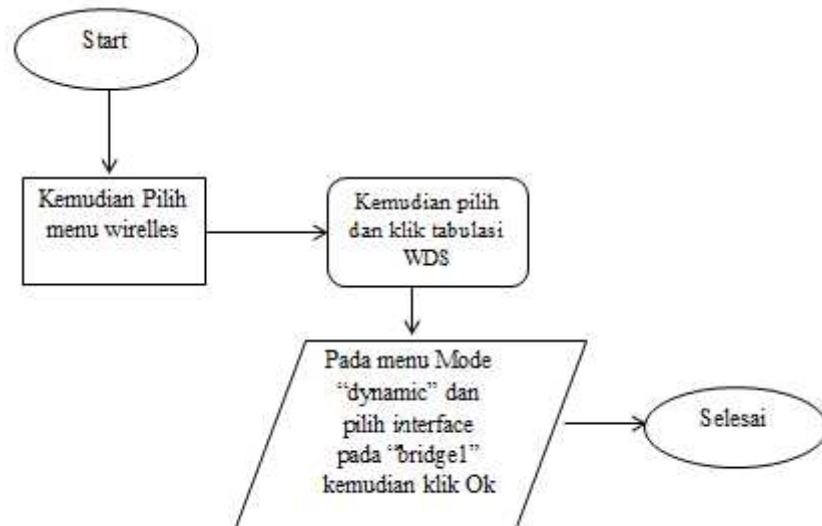 Start
Kemudian Pilih
menu wirelles
Kemudian pilih
dan klik tabulasi
WDS
Pada menu Mode
“dynamic” dan
pilih interface
pada “bridge1”
kemudian klik Ok
Selesai